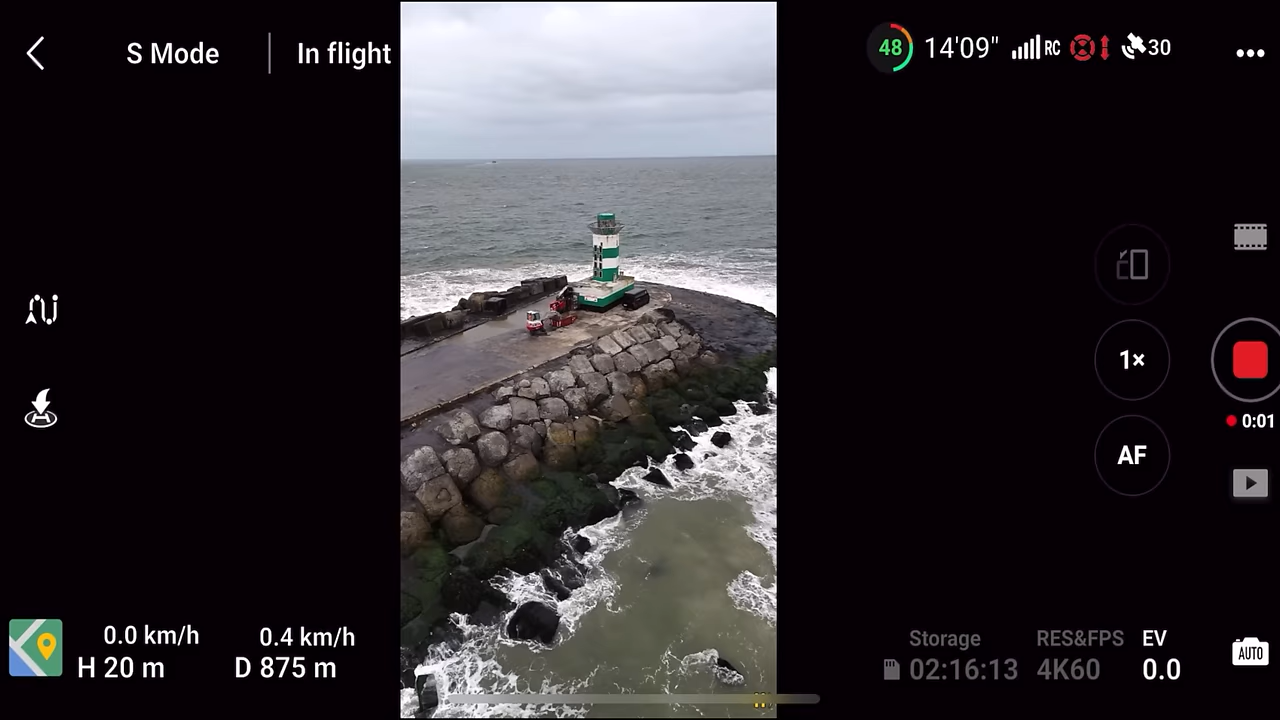 S Mode
In flight
48
14'09"
RC
30
1×
AF
0:01
0.0 km/h
0.4 km/h
H 20 m
D 875 m
Storage
02:16:13
RES&FPS
4K60
EV
0.0
AUTO